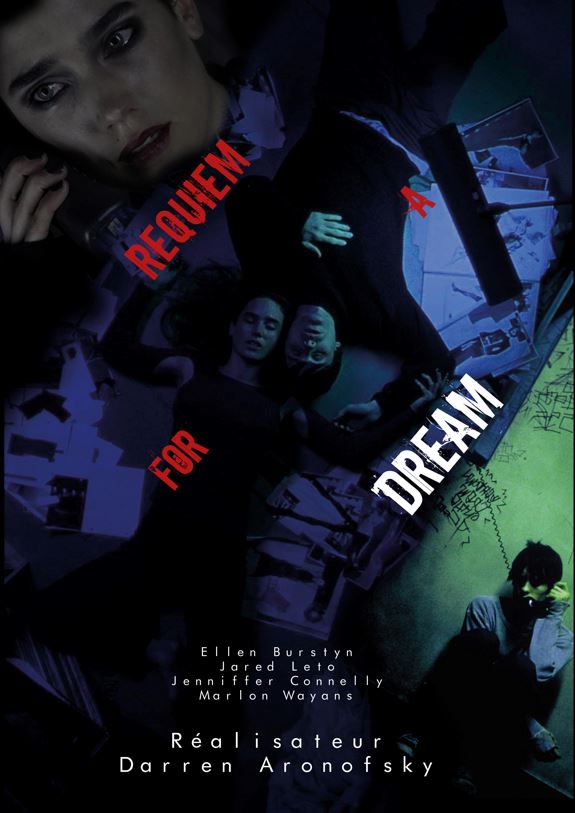 REQUIEM
A
FOR
DREAM
Ellen Burstyn
Jared Leto
Jenniffer Connelly
Marlon Wayans
Réalisateur
Darren Aronofsky